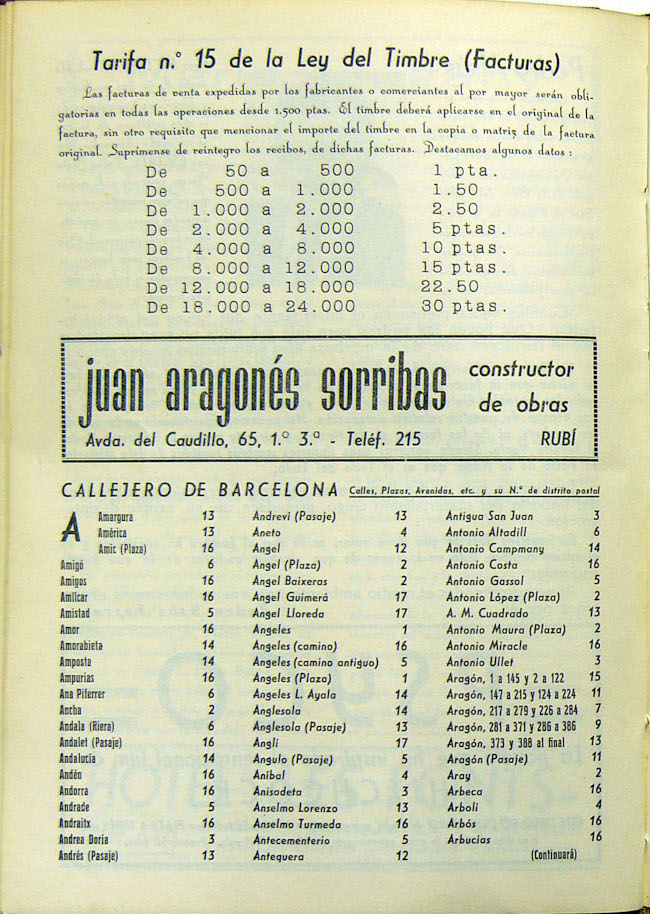 Tarifa n.º 15 de la Ley del Timbre (Facturas)
Las facturas de venta expedidas por los fabricantes o comerciantes al por mayor serán obli-
gatorias en todas las operaciones desde 1.500 ptas. El timbre deberá aplicarse en el original de la
factura, sin otro requisito que mencionar el importe del timbre en la copia o matriz de la factura
original. Suprímense de reintegro los recibos, de dichas facturas. Destacamos algunos datos:
De 50 a 500 1 pta.
De 500 a 1.000 1.50
De 1.000 a 2.000 2.50
De 2.000 a 4.000 5 ptas.
De 4.000 a 8.000 10 ptas.
De 8.000 a 12.000 15 ptas.
De 12.000 a 18.000 22.50
De 18.000 a 24.000 30 ptas.
juan aragonés sorribas constructor
de obras
Avda. del Caudillo, 65, 1.º 3.ª - Teléf. 215 RUBÍ
CALLEJERO DE BARCELONA Calles, Plazas, Avenidas, etc. y su N.º de distrito postal
A
Amargura 13
América 13
Amic (Plaza) 16
Amigó 6
Amigos 16
Amílcar 16
Amistad 5
Amor 16
Amorabieta 14
Amposta 14
Ampurias 16
Ana Piferrer 6
Ancha 2
Andala (Riera) 6
Andalet (Pasaje) 16
Andalucía 14
Andén 16
Andorra 16
Andrade 5
Andraitx 16
Andrea Doria 3
Andrés (Pasaje) 13
Andrevi (Pasaje) 13
Aneto 4
Angel 12
Angel (Plaza) 2
Angel Baixeras 2
Angel Guimerá 17
Angel Lloreda 17
Angeles 1
Angeles (camino) 16
Angeles (camino antiguo) 5
Angeles (Plaza) 1
Angeles L. Ayala 14
Anglesola 14
Anglesola (Pasaje) 13
Anglí 17
Angulo (Pasaje) 5
Anibal 4
Anisadeta 2
Anselmo Lorenzo 13
Anselmo Turmeda 16
Antecementerio 5
Antequera 12
Antigua San Juan 3
Antonio Altadill 6
Antonio Campmany 14
Antonio Costa 16
Antonio Gassol 5
Antonio López (Plaza) 2
A. M. Cuadrado 13
Antonio Maura (Plaza) 2
Antonio Miracle 16
Antonio Ullet 3
Aragón, 1 a 145 y 2 a 122 15
Aragón, 147 a 215 y 124 a 224 11
Aragón, 217 a 279 y 226 a 284 7
Aragón, 281 a 371 y 286 a 386 9
Aragón, 373 y 388 al final 13
Aragón (Pasaje) 11
Aray 2
Arbeca 16
Arboli 4
Arbós 16
Arbucias 16
(Continuará)